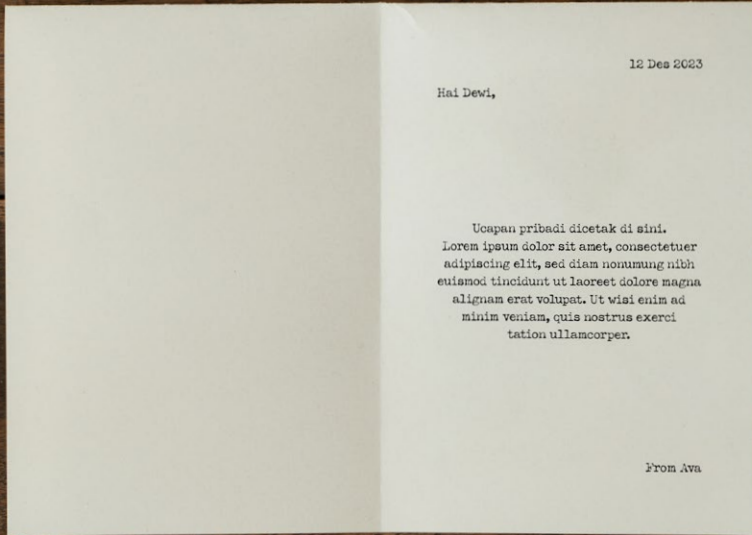 12 Des 2023
Hai Dewi,
Ucapan pribadi dicetak di sini.
Lorem ipsum dolor sit amet, consectetuer
adipiscing elit, sed diam nonumung nibh
euismod tincidunt ut laoreet dolore magna
alignam erat volupat. Ut wisi enim ad
minim veniam, quis nostrus exerci
tation ullamcorper.
From Ava